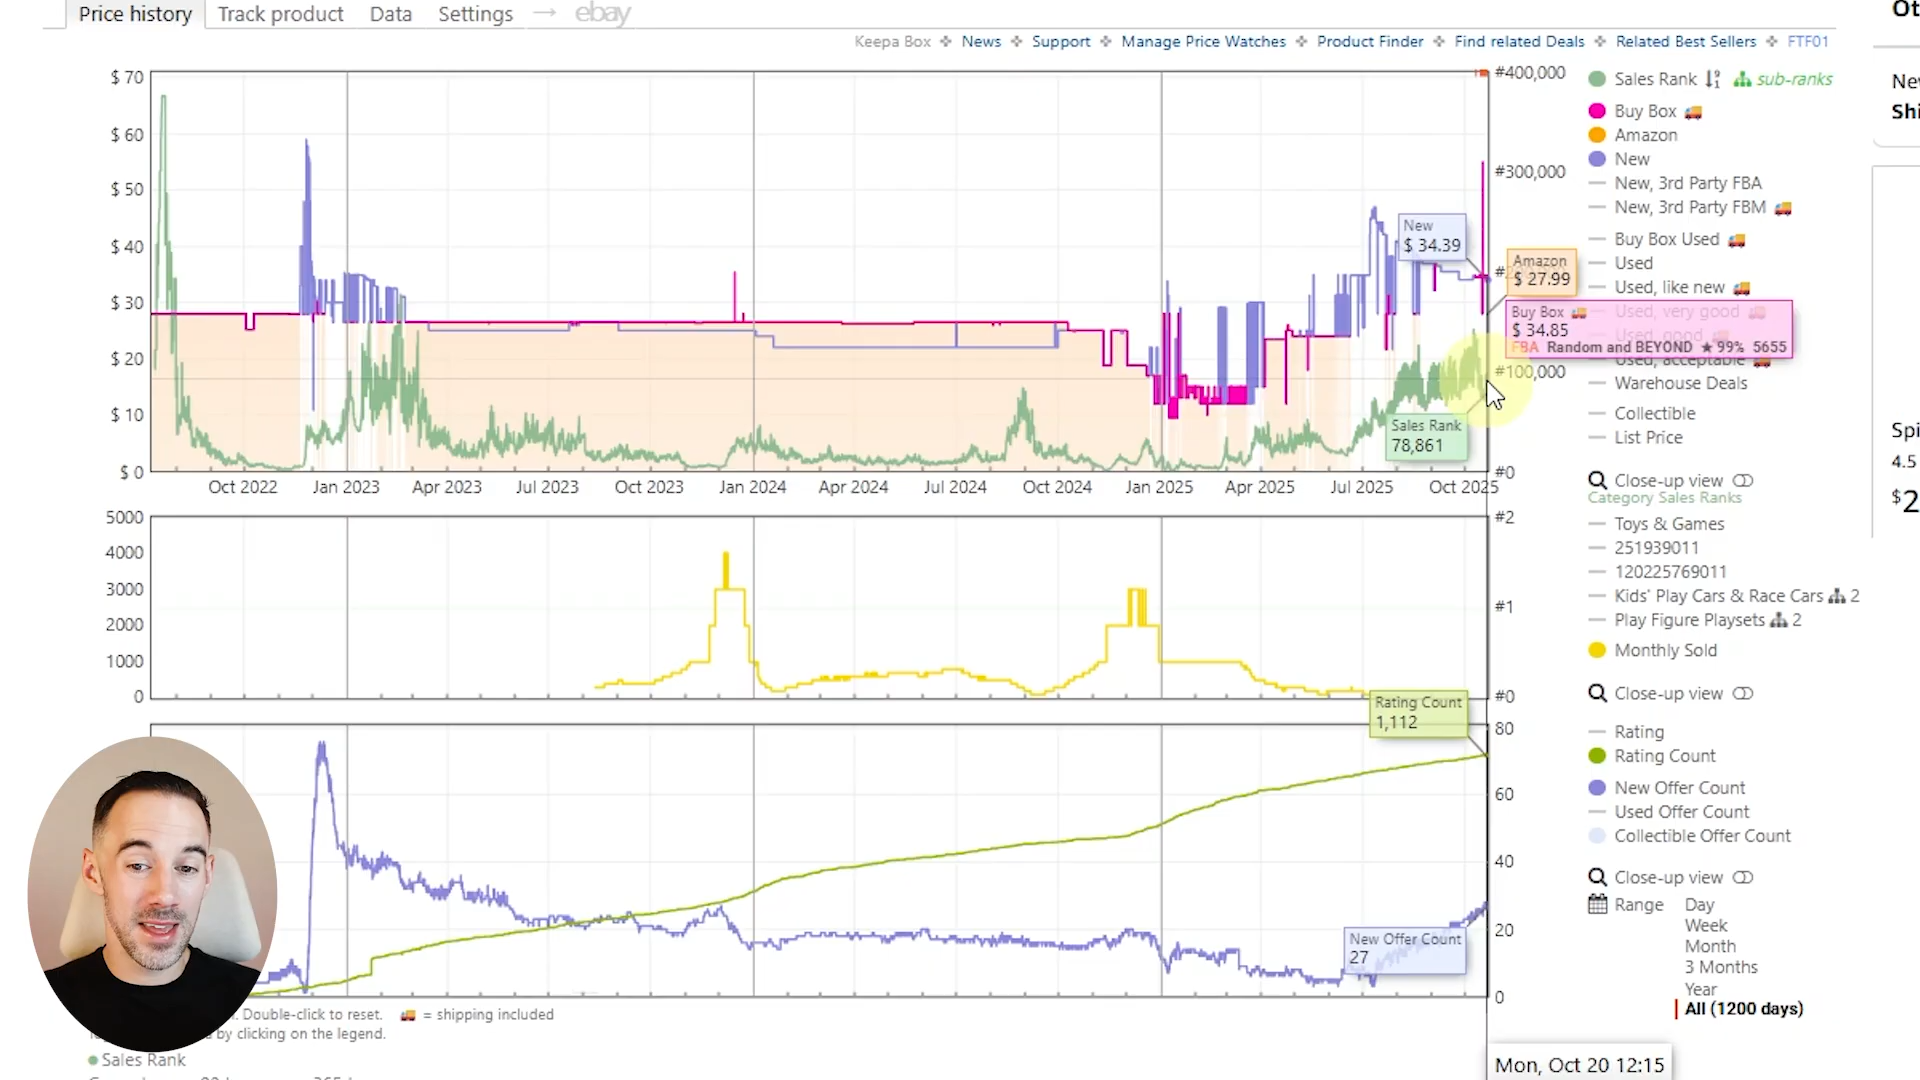 Price history Track product Data Settings → ebay
Ot
Keepa Box News Support Manage Price Watches Product Finder Find related Deals Related Best Sellers FTF01
$ 70
$ 60
$ 50
$ 40
$ 30
$ 20
$ 10
$ 0
#400,000
#300,000
#100,000
#0
New
$ 34.39
Amazon
$ 27.99
Buy Box
$ 34.85
FBA Random and BEYOND ★ 99% 5655
Sales Rank
78,861
Oct 2022 Jan 2023 Apr 2023 Jul 2023 Oct 2023 Jan 2024 Apr 2024 Jul 2024 Oct 2024 Jan 2025 Apr 2025 Jul 2025 Oct 2025
Sales Rank sub-ranks
Buy Box
Amazon
New
New, 3rd Party FBA
New, 3rd Party FBM
Buy Box Used
Used
Used, like new
Used, very good
Used, good
Used, acceptable
Warehouse Deals
Collectible
List Price
Close-up view
Category Sales Ranks
Toys & Games
251939011
120225769011
Kids' Play Cars & Race Cars 2
Play Figure Playsets 2
Monthly Sold
Close-up view
Rating
Rating Count
New Offer Count
Used Offer Count
Collectible Offer Count
Close-up view
Range
Day
Week
Month
3 Months
Year
All (1200 days)
Ne
Shi
Spi
4.5
$2
5000
4000
3000
2000
1000
0
#2
#1
#0
Rating Count
1,112
80
60
40
20
0
New Offer Count
27
. Double-click to reset. = shipping included
by clicking on the legend.
Sales Rank
Mon, Oct 20 12:15